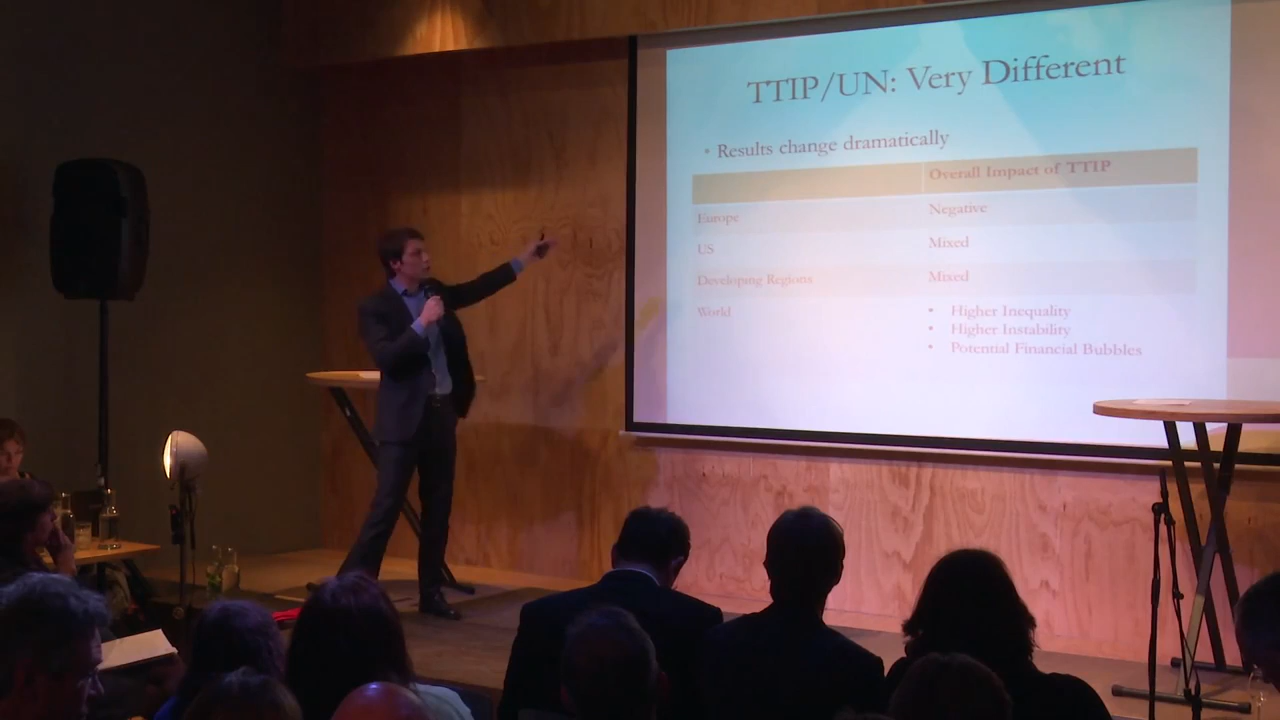 TTIP/UN: Very Different
• Results change dramatically
Overall Impact of TTIP
Europe Negative
US Mixed
Developing Regions Mixed
World • Higher Inequality
• Higher Instability
• Potential Financial Bubbles